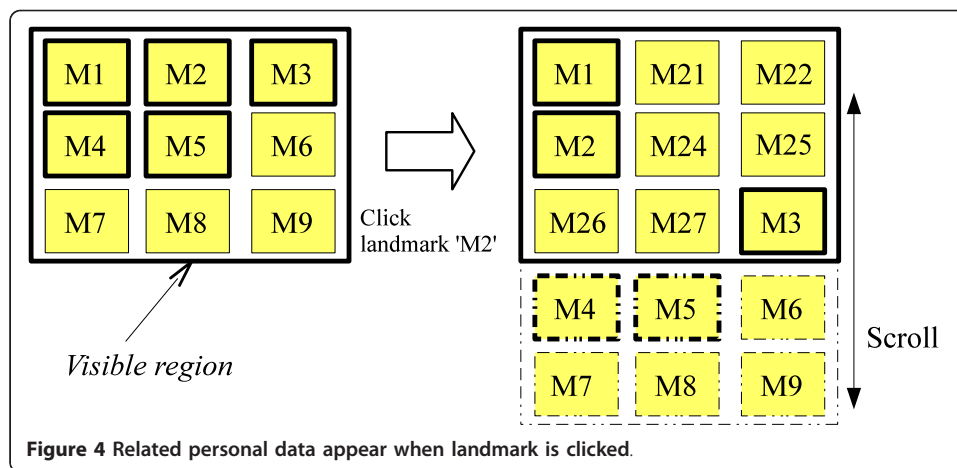 M1 M2 M3
M4 M5 M6
M7 M8 M9
Visible region
Click
landmark 'M2'
M1 M21 M22
M2 M24 M25
M26 M27 M3
M4 M5 M6
M7 M8 M9
Scroll
Figure 4 Related personal data appear when landmark is clicked.